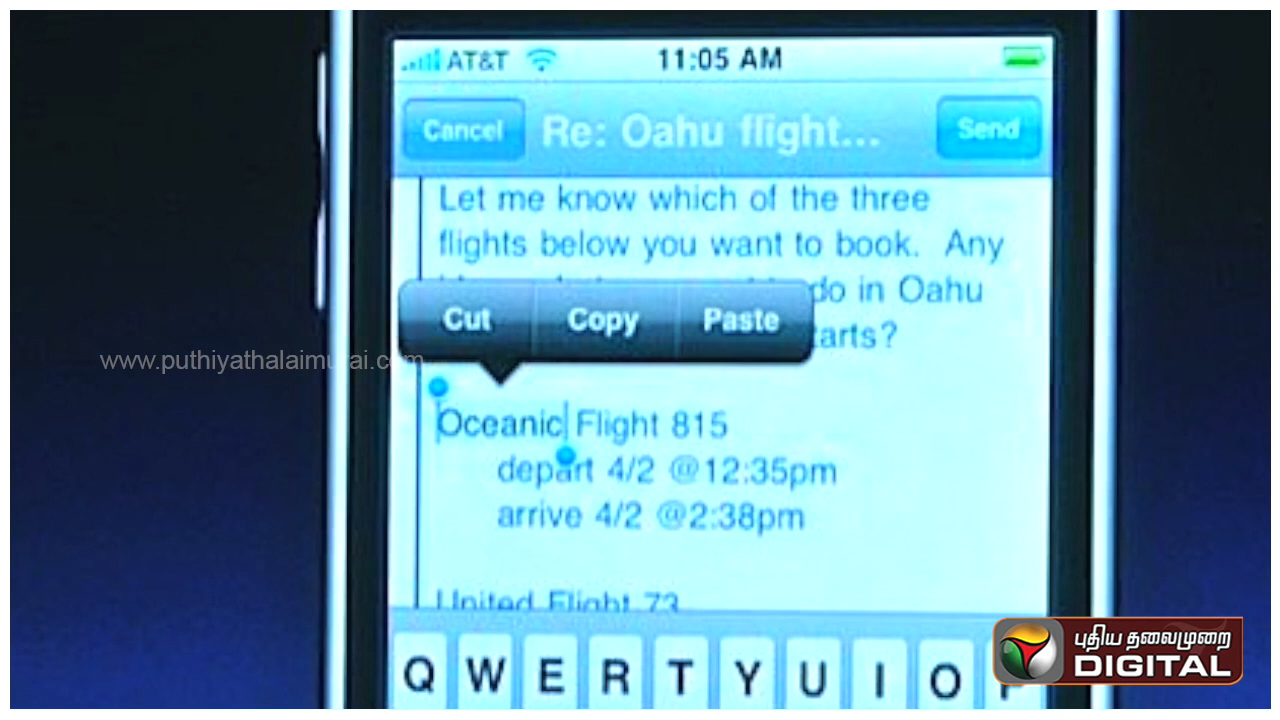 AT&T 11:05 AM
Cancel Re: Oahu flight... Send
Let me know which of the three
flights below you want to book. Any
do in Oahu
Cut Copy Paste
starts?
www.puthiyathalaimurai.com
Oceanic Flight 815
depart 4/2 @12:35pm
arrive 4/2 @2:38pm
United Flight 73
Q W E R T Y U I O P
புதிய தலைமுறை
DIGITAL